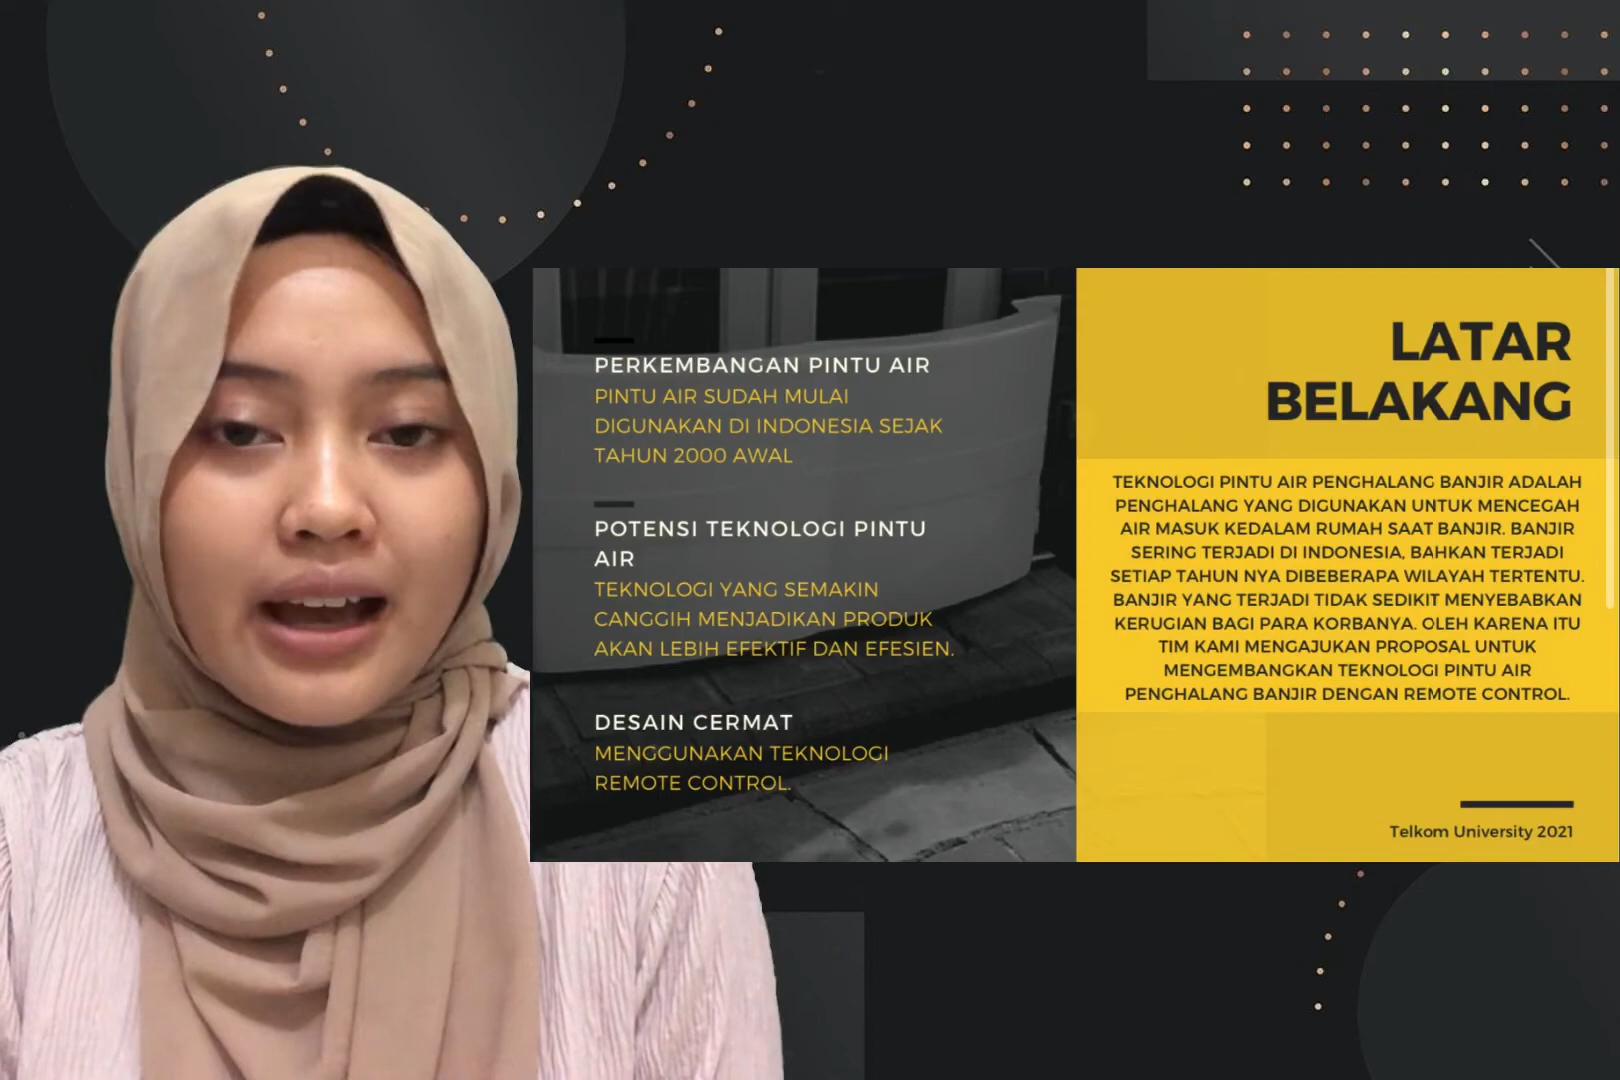 PERKEMBANGAN PINTU AIR
PINTU AIR SUDAH MULAI
DIGUNAKAN DI INDONESIA SEJAK
TAHUN 2000 AWAL
POTENSI TEKNOLOGI PINTU
AIR
TEKNOLOGI YANG SEMAKIN
CANGGIH MENJADIKAN PRODUK
AKAN LEBIH EFEKTIF DAN EFESIEN.
DESAIN CERMAT
MENGGUNAKAN TEKNOLOGI
REMOTE CONTROL.
LATAR
BELAKANG
TEKNOLOGI PINTU AIR PENGHALANG BANJIR ADALAH
PENGHALANG YANG DIGUNAKAN UNTUK MENCEGAH
AIR MASUK KEDALAM RUMAH SAAT BANJIR. BANJIR
SERING TERJADI DI INDONESIA, BAHKAN TERJADI
SETIAP TAHUN NYA DIBEBERAPA WILAYAH TERTENTU.
BANJIR YANG TERJADI TIDAK SEDIKIT MENYEBABKAN
KERUGIAN BAGI PARA KORBANYA. OLEH KARENA ITU
TIM KAMI MENGAJUKAN PROPOSAL UNTUK
MENGEMBANGKAN TEKNOLOGI PINTU AIR
PENGHALANG BANJIR DENGAN REMOTE CONTROL.
Telkom University 2021